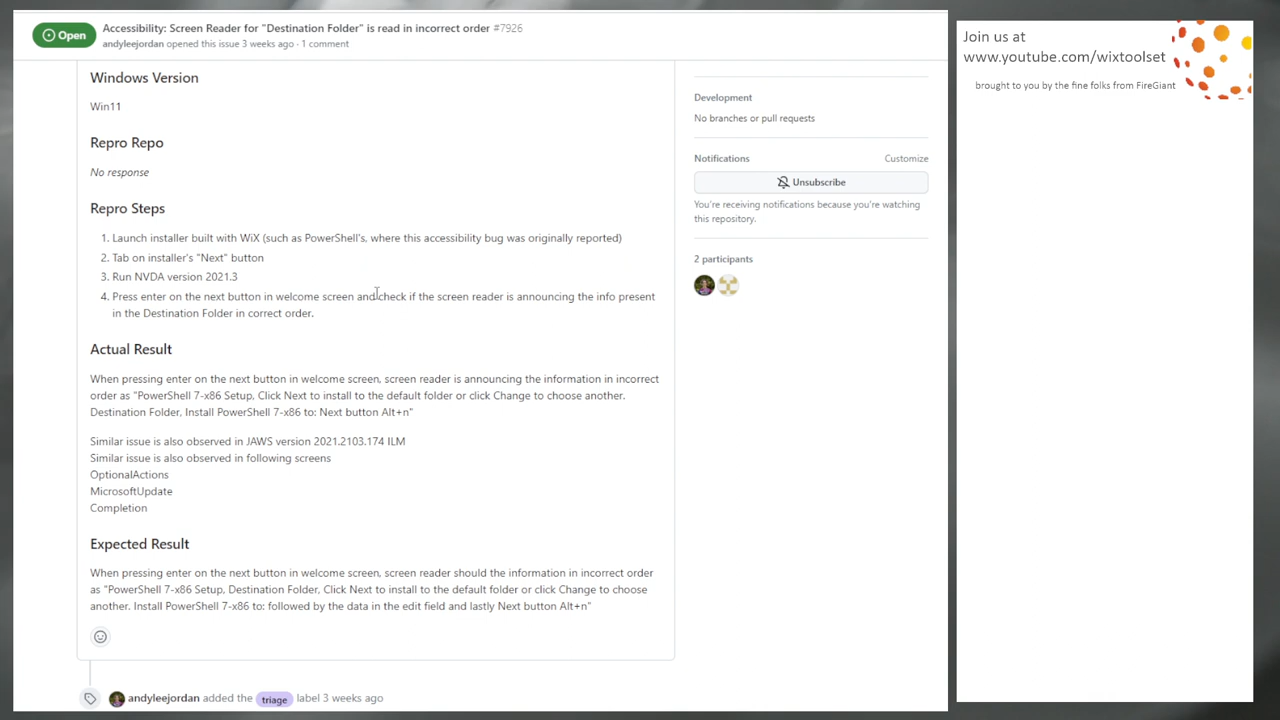 Open
Accessibility: Screen Reader for "Destination Folder" is read in incorrect order #7926
andyleejordan opened this issue 3 weeks ago · 1 comment
Windows Version
Win11
Repro Repo
No response
Repro Steps
1. Launch installer built with WiX (such as PowerShell's, where this accessibility bug was originally reported)
2. Tab on installer's "Next" button
3. Run NVDA version 2021.3
4. Press enter on the next button in welcome screen and check if the screen reader is announcing the info present
in the Destination Folder in correct order.
Actual Result
When pressing enter on the next button in welcome screen, screen reader is announcing the information in incorrect
order as "PowerShell 7-x86 Setup, Click Next to install to the default folder or click Change to choose another.
Destination Folder, Install PowerShell 7-x86 to: Next button Alt+n"
Similar issue is also observed in JAWS version 2021.2103.174 ILM
Similar issue is also observed in following screens
OptionalActions
MicrosoftUpdate
Completion
Expected Result
When pressing enter on the next button in welcome screen, screen reader should the information in incorrect order
as "PowerShell 7-x86 Setup, Destination Folder, Click Next to install to the default folder or click Change to choose
another. Install PowerShell 7-x86 to: followed by the data in the edit field and lastly Next button Alt+n"
andyleejordan added the triage label 3 weeks ago
Development
No branches or pull requests
Notifications
Customize
Unsubscribe
You're receiving notifications because you're watching
this repository.
2 participants
Join us at
www.youtube.com/wixtoolset
brought to you by the fine folks from FireGiant